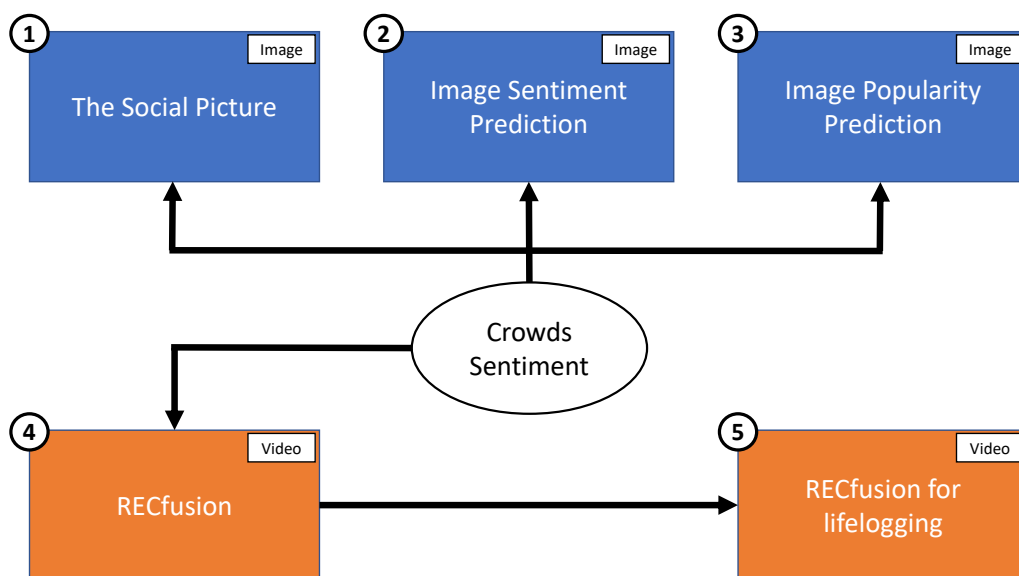 1
Image
The Social Picture
2
Image
Image Sentiment
Prediction
3
Image
Image Popularity
Prediction
Crowds
Sentiment
4
Video
RECfusion
5
Video
RECfusion for
lifelogging